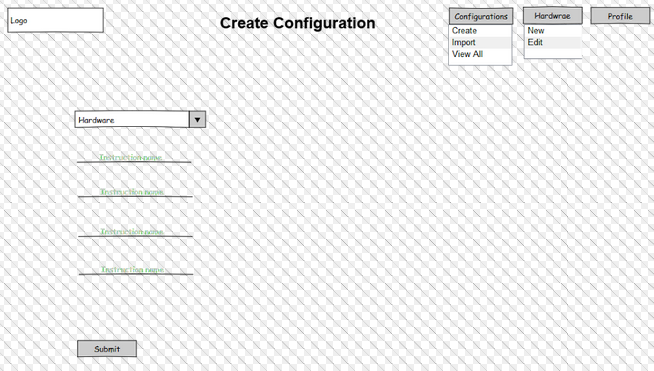 Logo
Create Configuration
Configurations
Hardwrae
Profile
Create
New
Import
Edit
View All
Hardware
Instruction name
Instruction name
Instruction name
Instruction name
Submit